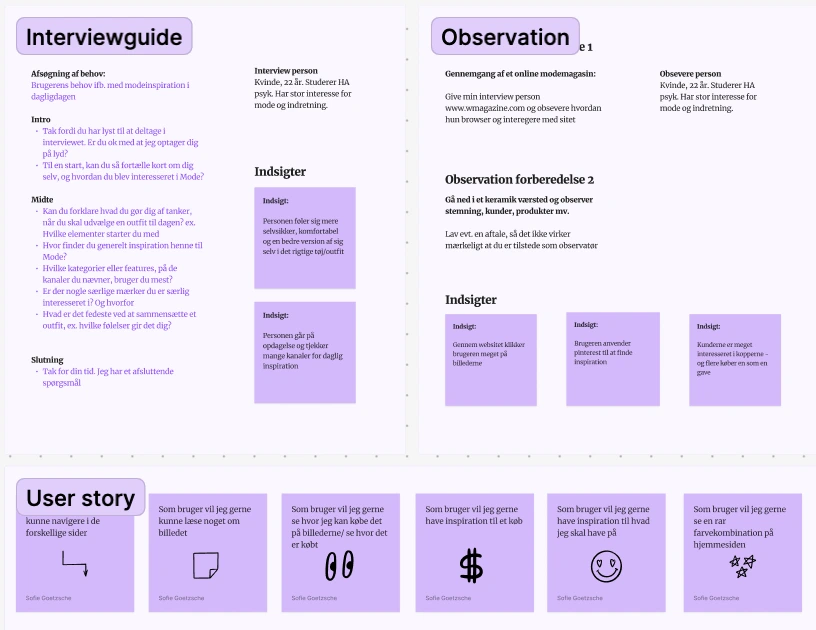 Interviewguide
Afsøgning af behov:
Brugerens behov ifb. med modeinspiration i
dagligdagen
Intro
· Tak fordi du har lyst til at deltage i
interviewet. Er du ok med at jeg optager dig
på lyd?
· Til en start, kan du så fortælle kort om dig
selv, og hvordan du blev interesseret i Mode?
Midte
· Kan du forklare hvad du gør dig af tanker,
når du skal udvælge en outfit til dagen? ex.
Hvilke elementer starter du med
· Hvor finder du generelt inspiration henne til
Mode?
· Hvilke kategorier eller features, på de
kanaler du nævner, bruger du mest?
· Er der nogle særlige mærker du er særlig
interesseret i? Og hvorfor
· Hvad er det fedeste ved at sammensætte et
outfit, ex. hvilke følelser gir det dig?
Slutning
· Tak for din tid. Jeg har et afsluttende
spørgsmål
Interview person
Kvinde, 22 år. Studerer HA
psyk. Har stor interesse for
mode og indretning.
Indsigter
Indsigt:
Personen føler sig mere
selvsikker, komfortabel
og en bedre version af sig
selv i det rigtige tøj/outfit
Indsigt:
Personen går på
opdagelse og tjekker
mange kanaler for daglig
inspiration
Observation
e 1
Gennemgang af et online modemagasin:
Give min interview person
www.wmagazine.com og obsevere hvordan
hun browser og interegere med sitet
Obsevere person
Kvinde, 22 år. Studerer HA
psyk. Har stor interesse for
mode og indretning.
Observation forberedelse 2
Gå ned i et keramik værsted og observer
stemning, kunder, produkter mv.
Lav evt. en aftale, så det ikke virker
mærkeligt at du er tilstede som observatør
Indsigter
Indsigt:
Gennem websitet klikker
brugeren meget på
billederne
Indsigt:
Brugeren anvender
pinterest til at finde
inspiration
Indsigt:
Kunderne er meget
interesseret i kopperne -
og flere køber en som en
gave
User story
kunne navigere i de
forskellige sider
Sofie Goetzsche
Som bruger vil jeg gerne
kunne læse noget om
billedet
Sofie Goetzsche
Som bruger vil jeg gerne
se hvor jeg kan købe det
på billederne/ se hvor det
er købt
Sofie Goetzsche
Som bruger vil jeg gerne
have inspiration til et køb
Sofie Goetzsche
Som bruger vil jeg gerne
have inspiration til hvad
jeg skal have på
Sofie Goetzsche
Som bruger vil jeg gerne
se en rar
farvekombination på
hjemmesiden
Sofie Goetzsche